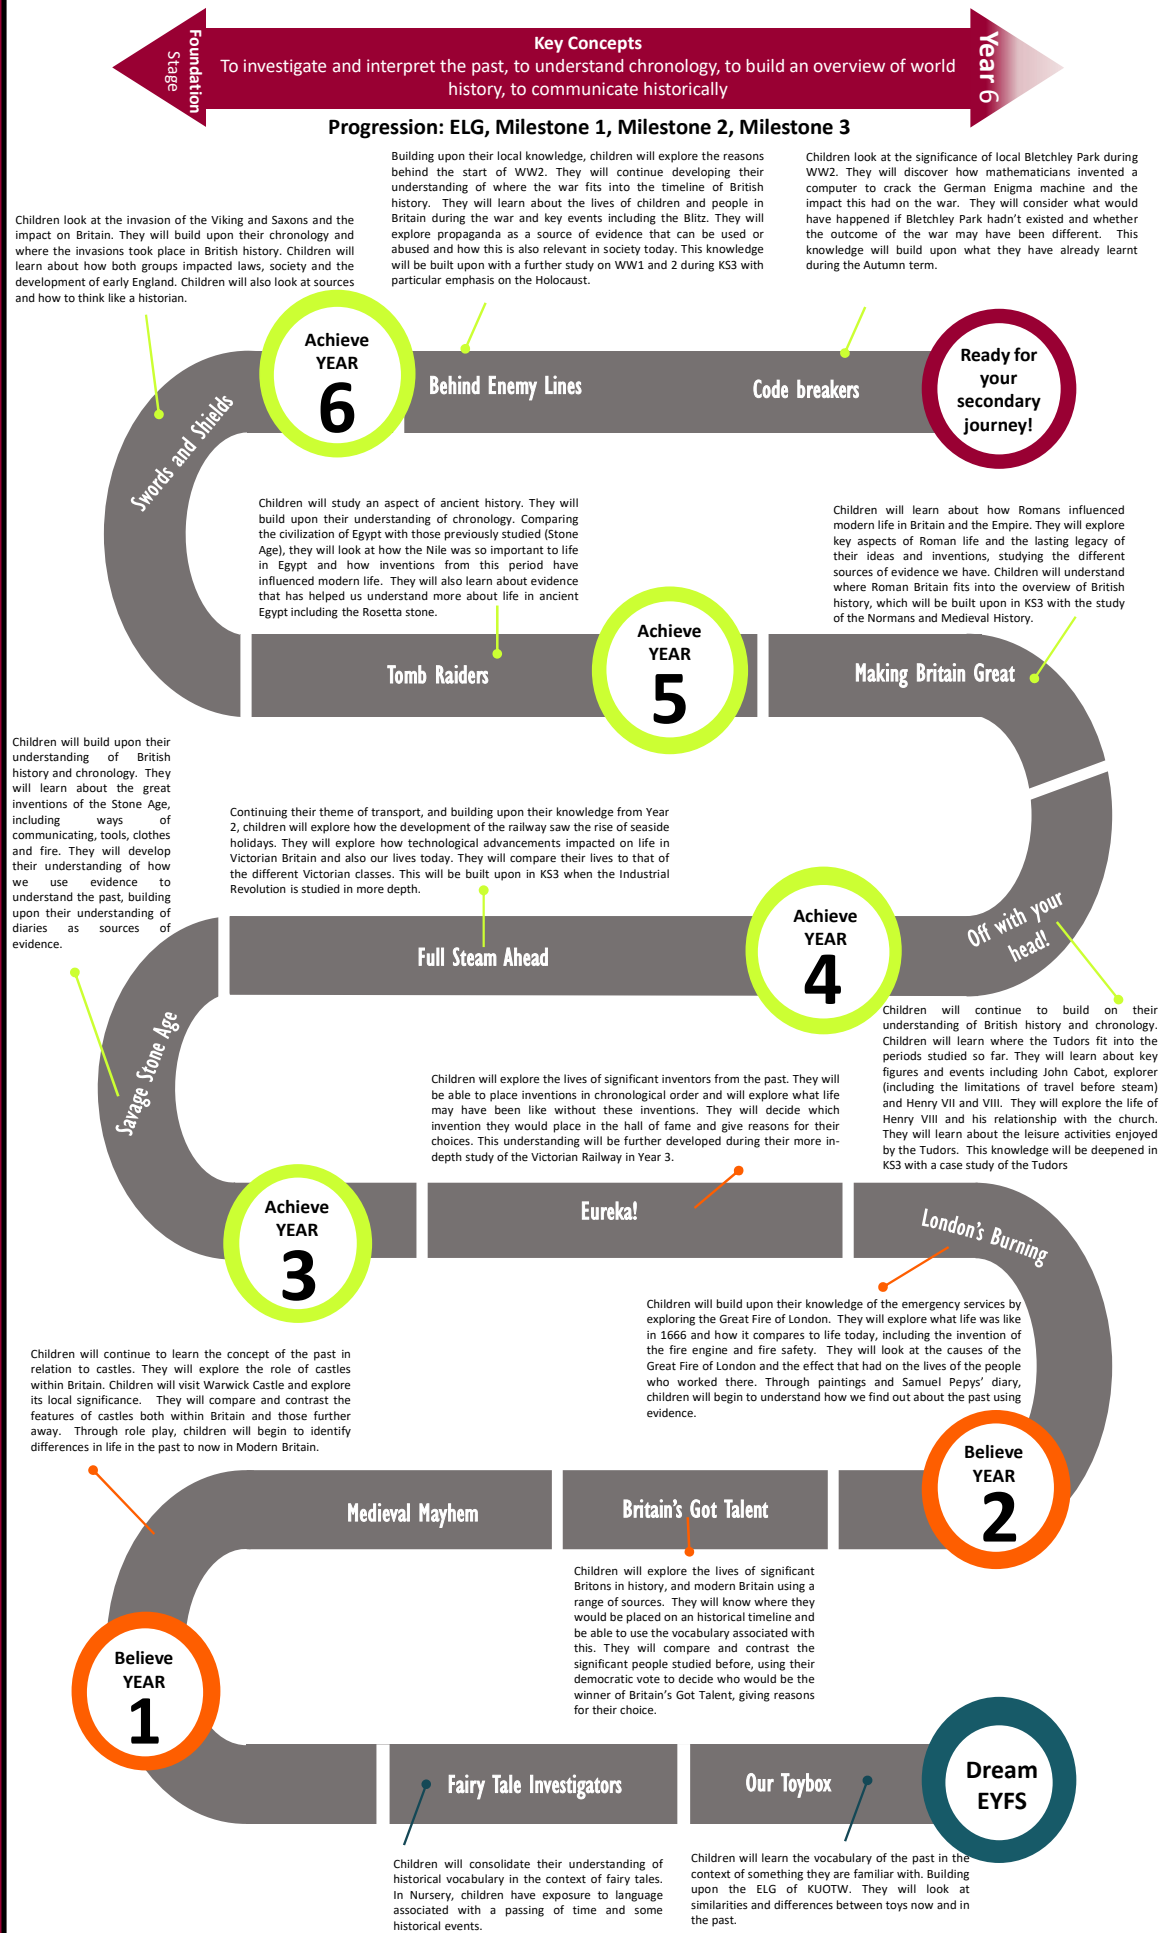 Foundation
Stage
Key Concepts
To investigate and interpret the past, to understand chronology, to build an overview of world
history, to communicate historically
Year 6
Progression: ELG, Milestone 1, Milestone 2, Milestone 3
Children look at the invasion of the Viking and Saxons and the
impact on Britain. They will build upon their chronology and
where the invasions took place in British history. Children will
learn about how both groups impacted laws, society and the
development of early England. Children will also look at sources
and how to think like a historian.
Building upon their local knowledge, children will explore the reasons
behind the start of WW2. They will continue developing their
understanding of where the war fits into the timeline of British
history. They will learn about the lives of children and people in
Britain during the war and key events including the Blitz. They will
explore propaganda as a source of evidence that can be used or
abused and how this is also relevant in society today. This knowledge
will be built upon with a further study on WW1 and 2 during KS3 with
particular emphasis on the Holocaust.
Children look at the significance of local Bletchley Park during
WW2. They will discover how mathematicians invented a
computer to crack the German Enigma machine and the
impact this had on the war. They will consider what would
have happened if Bletchley Park hadn't existed and whether
the outcome of the war may have been different. This
knowledge will build upon what they have already learnt
during the Autumn term.
Swords and Shields
Achieve
YEAR
6
Behind Enemy Lines
Code breakers
Ready for
your
secondary
journey!
Children will study an aspect of ancient history. They will
build upon their understanding of chronology. Comparing
the civilization of Egypt with those previously studied (Stone
Age), they will look at how the Nile was so important to life
in Egypt and how inventions from this period have
influenced modern life. They will also learn about evidence
that has helped us understand more about life in ancient
Egypt including the Rosetta stone.
Children will learn about how Romans influenced
modern life in Britain and the Empire. They will explore
key aspects of Roman life and the lasting legacy of
their ideas and inventions, studying the different
sources of evidence we have. Children will understand
where Roman Britain fits into the overview of British
history, which will be built upon in KS3 with the study
of the Normans and Medieval History.
Tomb Raiders
Achieve
YEAR
5
Making Britain Great
Children will build upon their
understanding of British
history and chronology. They
will learn about the great
inventions of the Stone Age,
including ways of
communicating, tools, clothes
and fire. They will develop
their understanding of how
we use evidence to
understand the past, building
upon their understanding of
diaries as sources of
evidence.
Continuing their theme of transport, and building upon their knowledge from Year
2, children will explore how the development of the railway saw the rise of seaside
holidays. They will explore how technological advancements impacted on life in
Victorian Britain and also our lives today. They will compare their lives to that of
the different Victorian classes. This will be built upon in KS3 when the Industrial
Revolution is studied in more depth.
Full Steam Ahead
Achieve
YEAR
4
Off with your
head!
Children will continue to build on their
understanding of British history and chronology.
Children will learn where the Tudors fit into the
periods studied so far. They will learn about key
figures and events including John Cabot, explorer
(including the limitations of travel before steam)
and Henry VII and VIII. They will explore the life of
Henry VIII and his relationship with the church.
They will learn about the leisure activities enjoyed
by the Tudors. This knowledge will be deepened in
KS3 with a case study of the Tudors
Savage Stone Age
Children will explore the lives of significant inventors from the past. They will
be able to place inventions in chronological order and will explore what life
may have been like without these inventions. They will decide which
invention they would place in the hall of fame and give reasons for their
choices. This understanding will be further developed during their more in-
depth study of the Victorian Railway in Year 3.
Achieve
YEAR
3
Eureka!
London's Burning
Children will build upon their knowledge of the emergency services by
exploring the Great Fire of London. They will explore what life was like
in 1666 and how it compares to life today, including the invention of
the fire engine and fire safety. They will look at the causes of the
Great Fire of London and the effect that had on the lives of the people
who worked there. Through paintings and Samuel Pepys' diary,
children will begin to understand how we find out about the past using
evidence.
Children will continue to learn the concept of the past in
relation to castles. They will explore the role of castles
within Britain. Children will visit Warwick Castle and explore
its local significance. They will compare and contrast the
features of castles both within Britain and those further
away. Through role play, children will begin to identify
differences in life in the past to now in Modern Britain.
Medieval Mayhem
Britain's Got Talent
Believe
YEAR
2
Children will explore the lives of significant
Britons in history, and modern Britain using a
range of sources. They will know where they
would be placed on an historical timeline and
be able to use the vocabulary associated with
this. They will compare and contrast the
significant people studied before, using their
democratic vote to decide who would be the
winner of Britain's Got Talent, giving reasons
for their choice.
Believe
YEAR
1
Fairy Tale Investigators
Our Toybox
Dream
EYFS
Children will consolidate their understanding of
historical vocabulary in the context of fairy tales.
In Nursery, children have exposure to language
associated with a passing of time and some
historical events.
Children will learn the vocabulary of the past in the
context of something they are familiar with. Building
upon the ELG of KUOTW. They will look at
similarities and differences between toys now and in
the past.